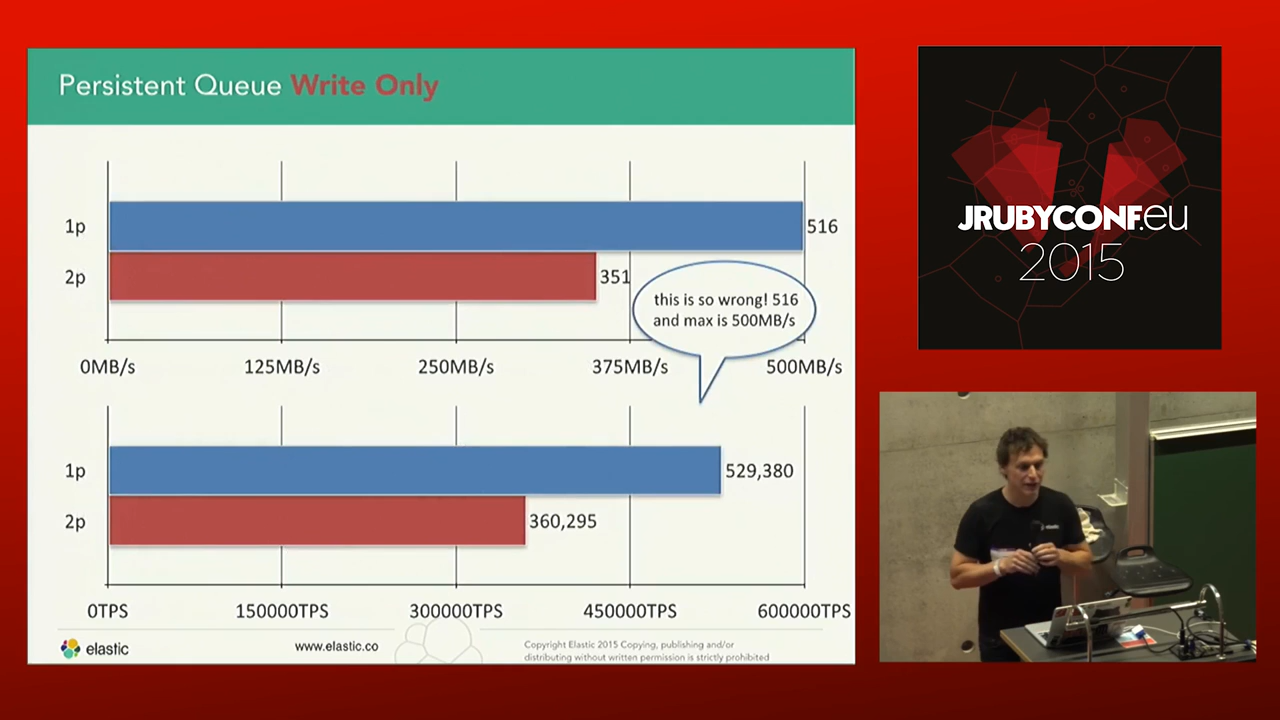 Persistent Queue Write Only
1p
516
2p
351
this is so wrong! 516
and max is 500MB/s
0MB/s 125MB/s 250MB/s 375MB/s 500MB/s
1p
529,380
2p
360,295
0TPS 150000TPS 300000TPS 450000TPS 600000TPS
elastic
www.elastic.co
Copyright Elastic 2015 Copying, publishing and/or
distributing without written permission is strictly prohibited
JRUBYCONF.eu
2015
elastic